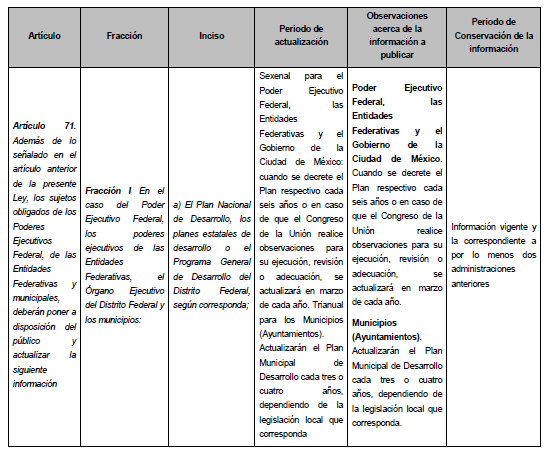 Artículo
Fracción
Inciso
Periodo de
actualización
Observaciones
acerca de la
información a
publicar
Periodo de
Conservación de la
información
Artículo 71.
Además de lo
señalado en el
artículo anterior
de la presente
Ley, los sujetos
obligados de los
Poderes
Ejecutivos
Federal, de las
Entidades
Federativas y
municipales,
deberán poner a
disposición del
público y
actualizar la
siguiente
información
Fracción I En el
caso del Poder
Ejecutivo Federal,
los poderes
ejecutivos de las
Entidades
Federativas, el
Órgano Ejecutivo
del Distrito Federal y
los municipios:
a) El Plan Nacional
de Desarrollo, los
planes estatales de
desarrollo o el
Programa General
de Desarrollo del
Distrito Federal,
según corresponda;
Sexenal para el
Poder Ejecutivo
Federal, las
Entidades
Federativas y el
Gobierno de la
Ciudad de México:
cuando se decrete el
Plan respectivo cada
seis años o en caso
de que el Congreso
de la Unión realice
observaciones para
su ejecución, revisión
o adecuación, se
actualizará en marzo
de cada año. Trianual
para los Municipios
(Ayuntamientos).
Actualizarán el Plan
Municipal de
Desarrollo cada tres o
cuatro años,
dependiendo de la
legislación local que
corresponda
Poder Ejecutivo
Federal, las
Entidades
Federativas y el
Gobierno de la
Ciudad de México.
Cuando se decrete el
Plan respectivo cada
seis años o en caso de
que el Congreso de la
Unión realice
observaciones para su
ejecución, revisión o
adecuación, se
actualizará en marzo
de cada año.
Municipios
(Ayuntamientos).
Actualizarán el Plan
Municipal de Desarrollo
cada tres o cuatro
años, dependiendo de
la legislación local que
corresponda.
Información vigente y
la correspondiente a
por lo menos dos
administraciones
anteriores